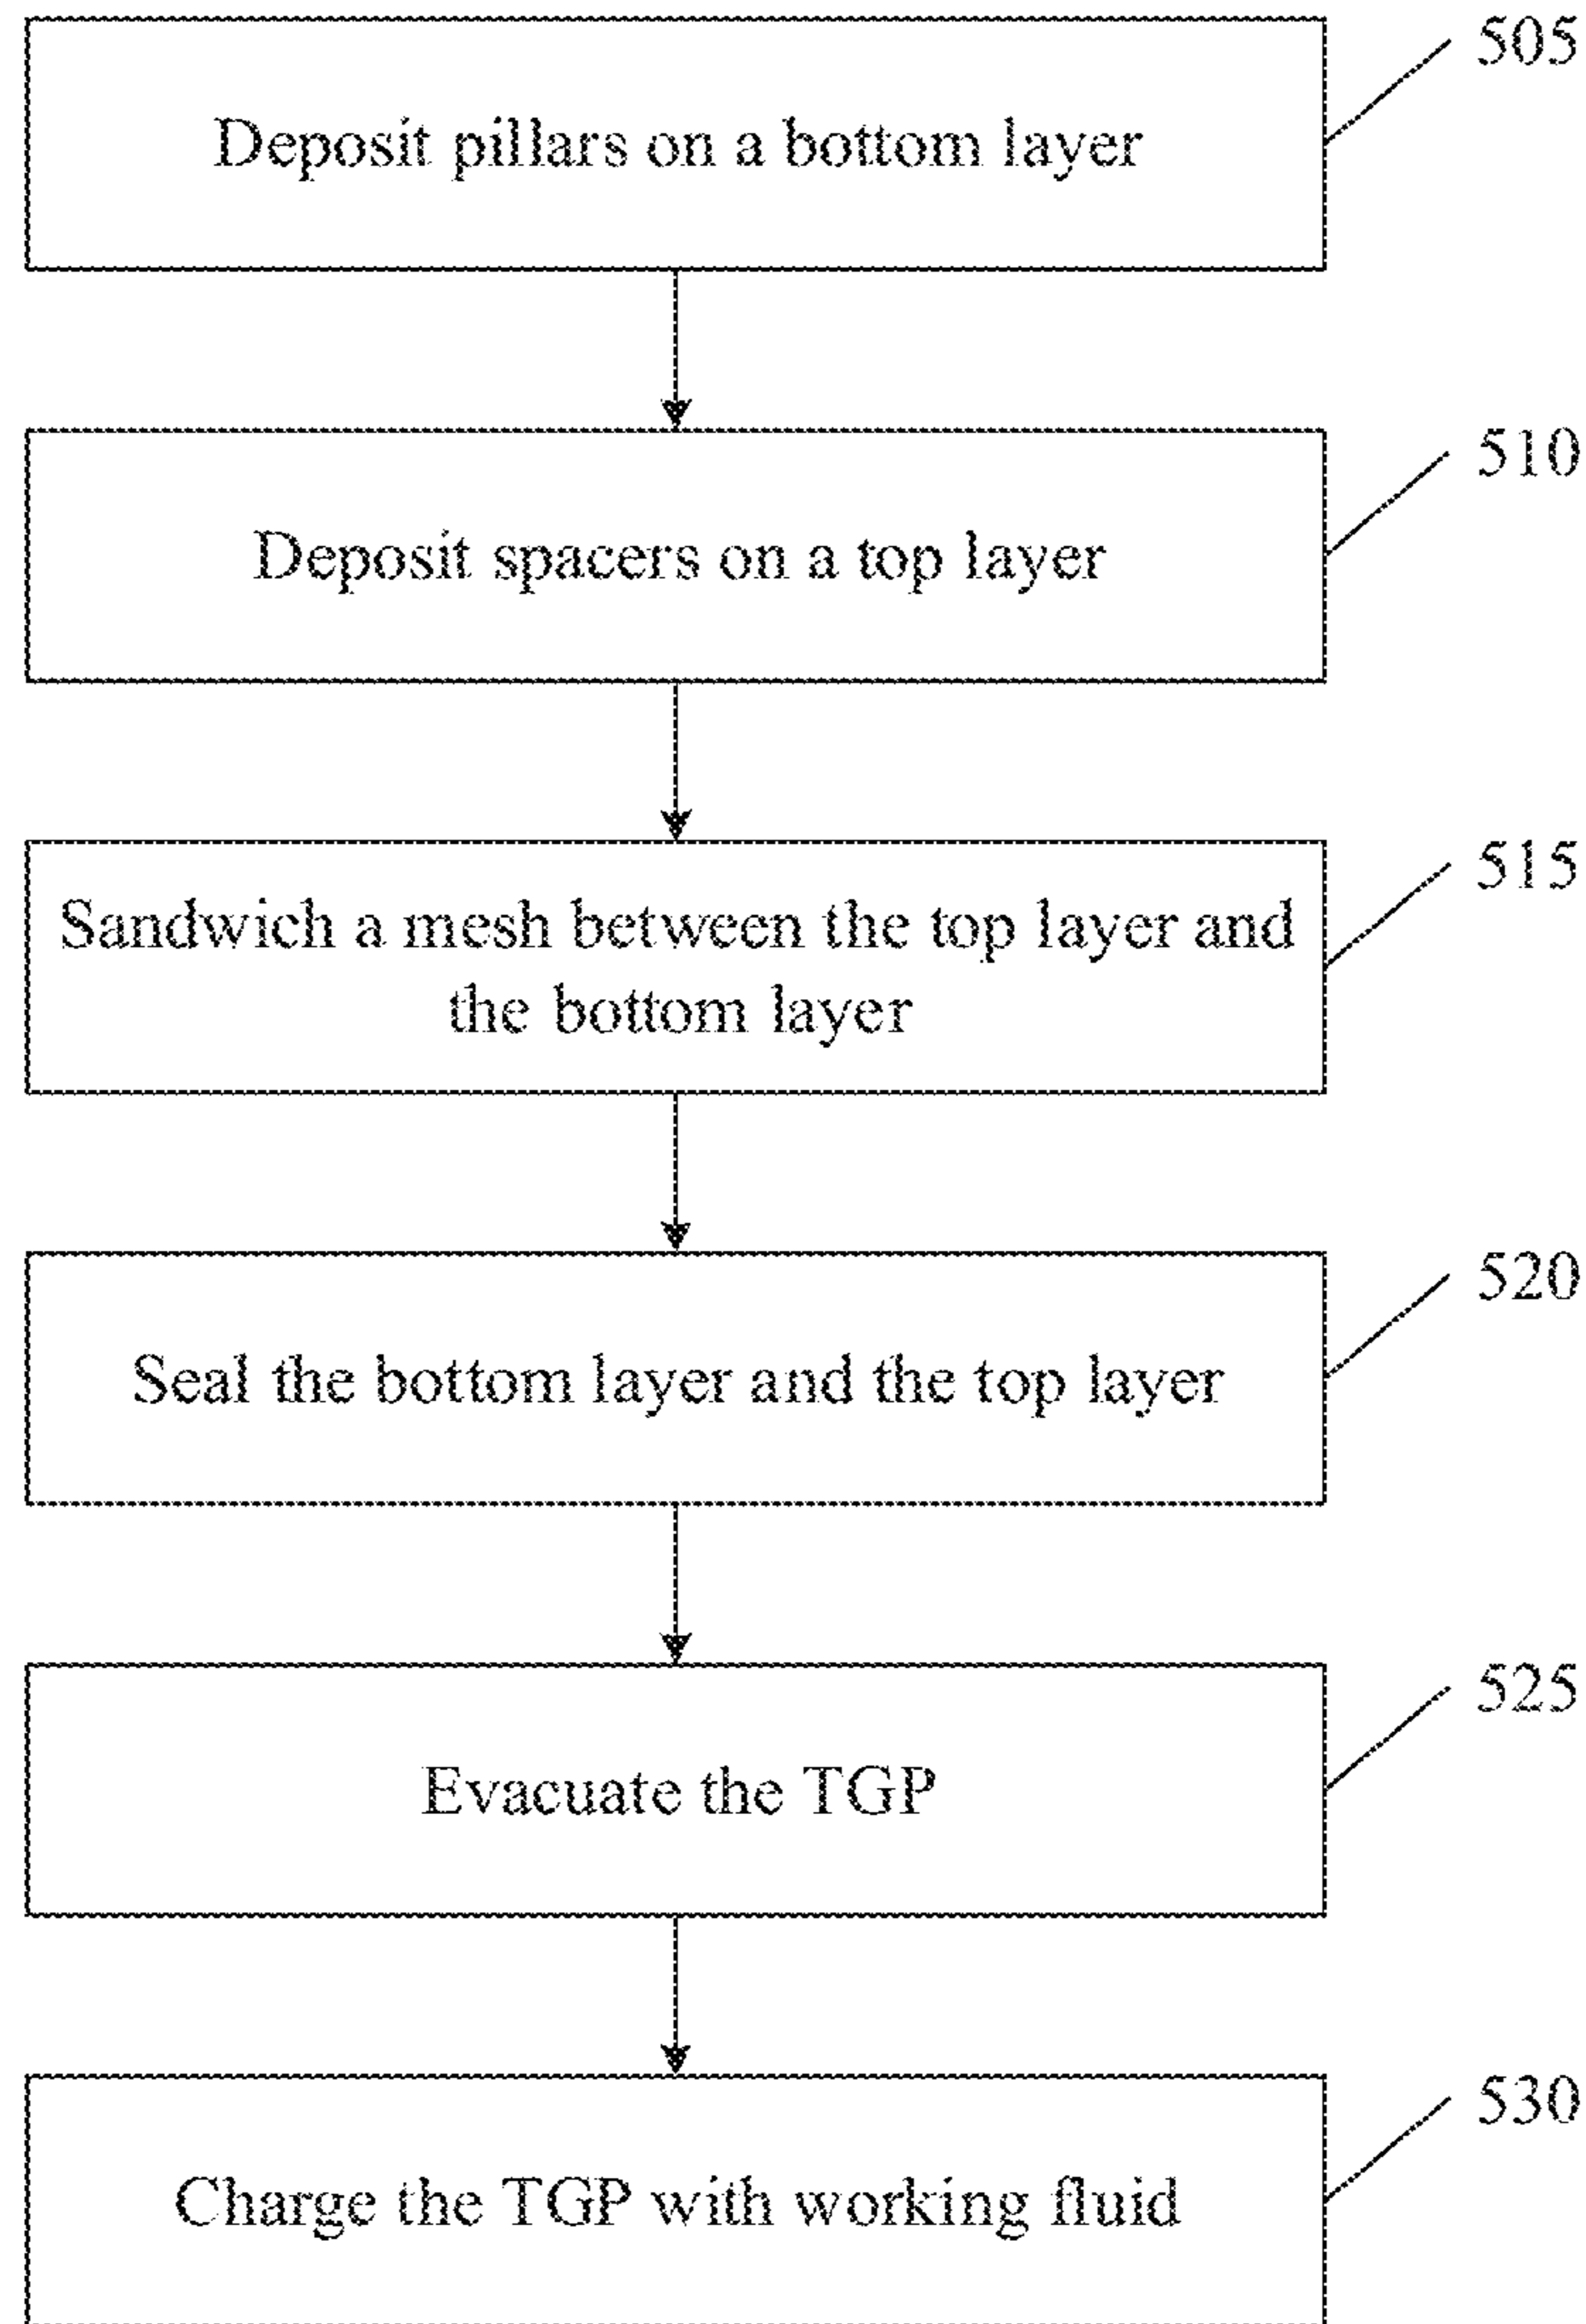 505
Deposit pillars on a bottom layer
510
Deposit spacers on a top layer
515
Sandwich a mesh between the top layer and
the bottom layer
520
Seal the bottom layer and the top layer
525
Evacuate the TGP
530
Charge the TGP with working fluid